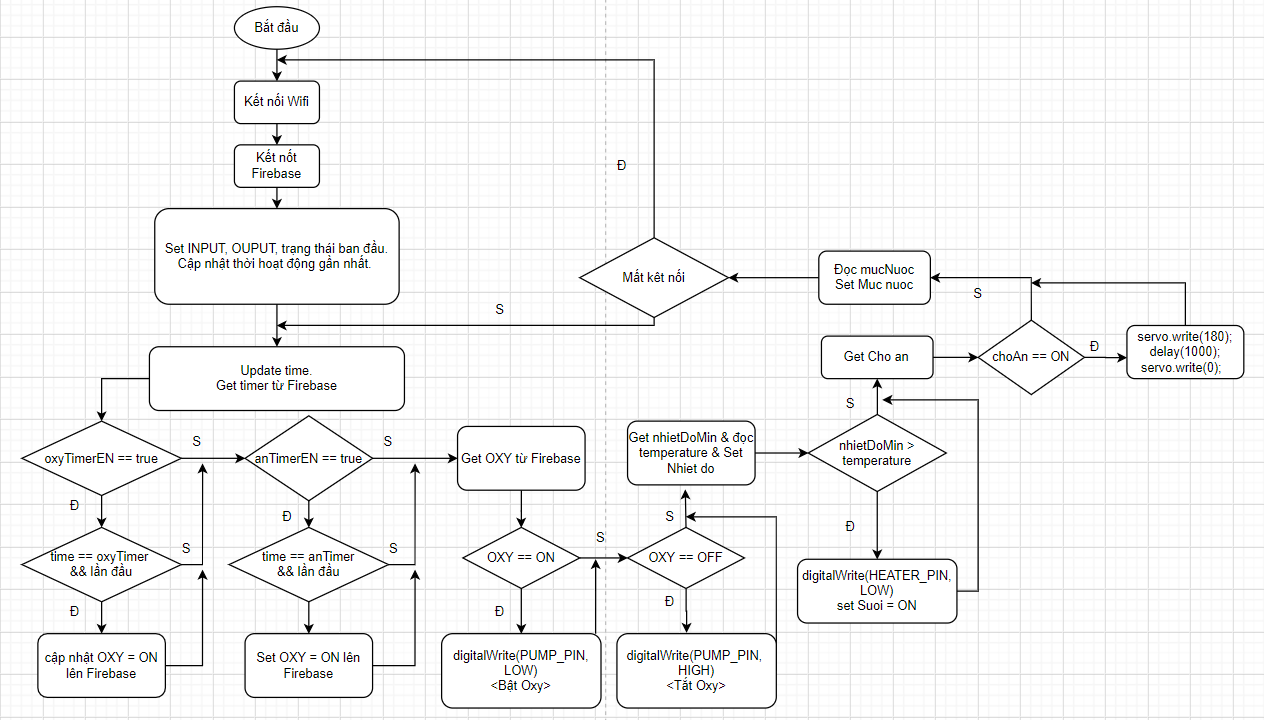 Bắt đầu
Kết nối Wifi
Kết nốt
Firebase
Set INPUT, OUPUT, trạng thái ban đầu.
Cập nhật thời hoạt động gần nhất.
Đ
Mất kêt nối
S
Đọc mucNuoc
Set Muc nuoc
S
Update time.
Get timer từ Firebase
Get Cho an
choAn == ON
Đ
servo.write(180);
delay(1000);
servo.write(0);
oxyTimerEN == true
S
Đ
time == oxyTimer
&& lần đầu
S
Đ
cập nhật OXY = ON
lên Firebase
anTimerEN == true
S
Đ
time == anTimer
&& lần đầu
S
Set OXY = ON lên
Firebase
Get OXY từ Firebase
OXY == ON
S
Đ
digitalWrite(PUMP_PIN,
LOW)
<Bật Oxy>
OXY == OFF
S
Đ
digitalWrite(PUMP_PIN,
HIGH)
<Tắt Oxy>
Get nhietDoMin & đọc
temperature & Set
Nhiet do
nhietDoMin >
temperature
S
Đ
digitalWrite(HEATER_PIN,
LOW)
set Suoi = ON